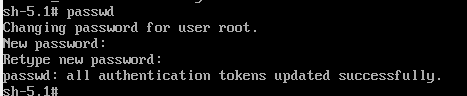 sh-5.1# passwd
Changing password for user root.
New password:
Retype new password:
passwd: all authentication tokens updated successfully.
sh-5.1#